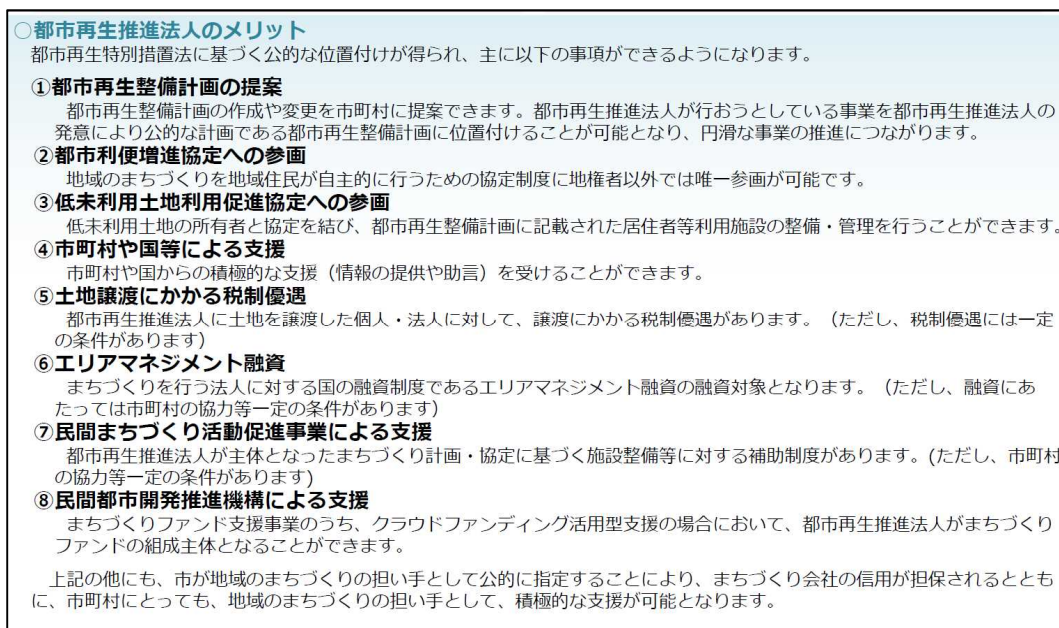 ○都市再生推進法人のメリット
都市再生特別措置法に基づく公的な位置付けが得られ、主に以下の事項ができるようになります。
①都市再生整備計画の提案
都市再生整備計画の作成や変更を市町村に提案できます。都市再生推進法人が行おうとしている事業を都市再生推進法人の
発意により公的な計画である都市再生整備計画に位置付けることが可能となり、円滑な事業の推進につながります。
②都市利便増進協定への参画
地域のまちづくりを地域住民が自主的に行うための協定制度に地権者以外では唯一参画が可能です。
③低未利用土地利用促進協定への参画
低未利用土地の所有者と協定を結び、都市再生整備計画に記載された居住者等利用施設の整備・管理を行うことができます。
④市町村や国等による支援
市町村や国からの積極的な支援（情報の提供や助言）を受けることができます。
⑤土地譲渡にかかる税制優遇
都市再生推進法人に土地を譲渡した個人・法人に対して、譲渡にかかる税制優遇があります。（ただし、税制優遇には一定
の条件があります）
⑥エリアマネジメント融資
まちづくりを行う法人に対する国の融資制度であるエリアマネジメント融資の融資対象となります。（ただし、融資にあ
たっては市町村の協力等一定の条件があります）
⑦民間まちづくり活動促進事業による支援
都市再生推進法人が主体となったまちづくり計画・協定に基づく施設整備等に対する補助制度があります。(ただし、市町村
の協力等一定の条件があります)
⑧民間都市開発推進機構による支援
まちづくりファンド支援事業のうち、クラウドファンディング活用型支援の場合において、都市再生推進法人がまちづくり
ファンドの組成主体となることができます。
上記の他にも、市が地域のまちづくりの担い手として公的に指定することにより、まちづくり会社の信用が担保されるととも
に、市町村にとっても、地域のまちづくりの担い手として、積極的な支援が可能となります。